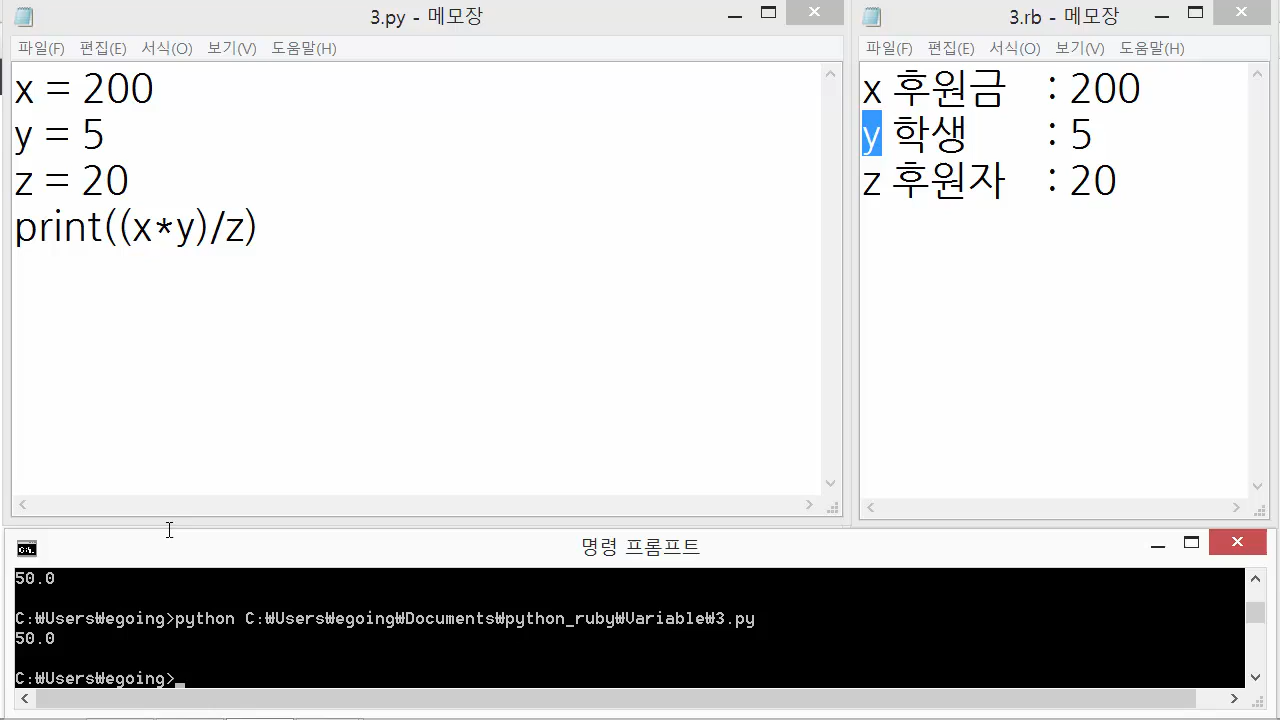 3.py - 메모장
파일(F) 편집(E) 서식(O) 보기(V) 도움말(H)
x = 200
y = 5
z = 20
print((x*y)/z)
3.rb - 메모장
파일(F) 편집(E) 서식(O) 보기(V) 도움말(H)
x 후원금 : 200
y 학생 : 5
z 후원자 : 20
명령 프롬프트
50.0
C:₩Users₩egoing>python C:₩Users₩egoing₩Documents₩python_ruby₩Variable₩3.py
50.0
C:₩Users₩egoing>